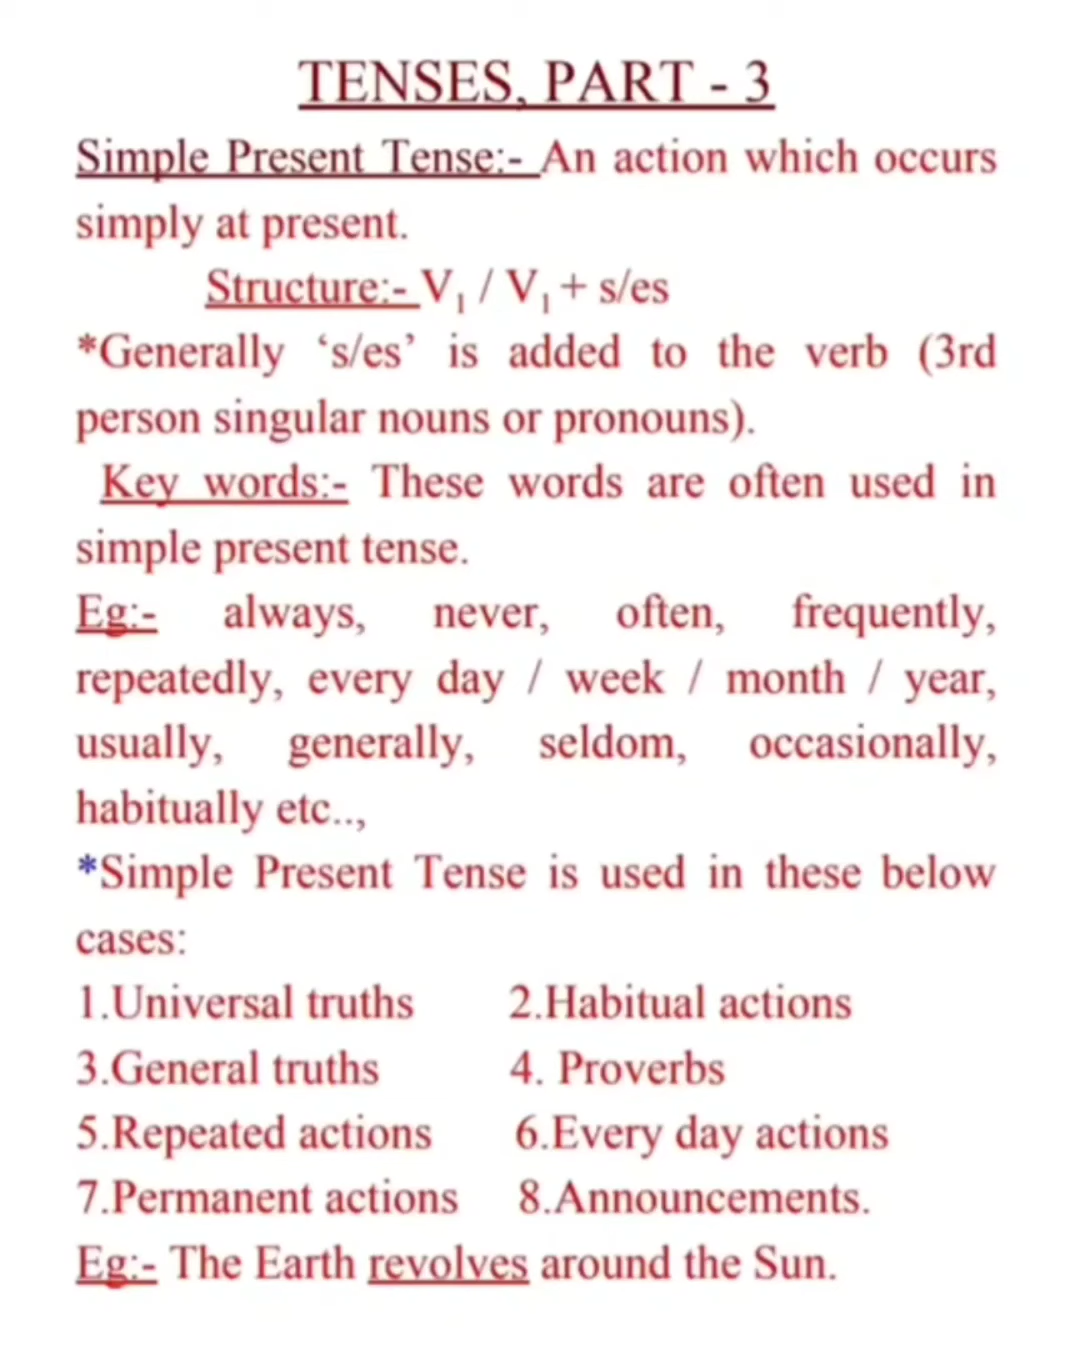 TENSES, PART - 3
Simple Present Tense:- An action which occurs
simply at present.
Structure:- V₁ / V₁ + s/es
*Generally ‘s/es’ is added to the verb (3rd
person singular nouns or pronouns).
Key words:- These words are often used in
simple present tense.
Eg:- always, never, often, frequently,
repeatedly, every day / week / month / year,
usually, generally, seldom, occasionally,
habitually etc..,
*Simple Present Tense is used in these below
cases:
1.Universal truths 2.Habitual actions
3.General truths 4. Proverbs
5.Repeated actions 6.Every day actions
7.Permanent actions 8.Announcements.
Eg:- The Earth revolves around the Sun.